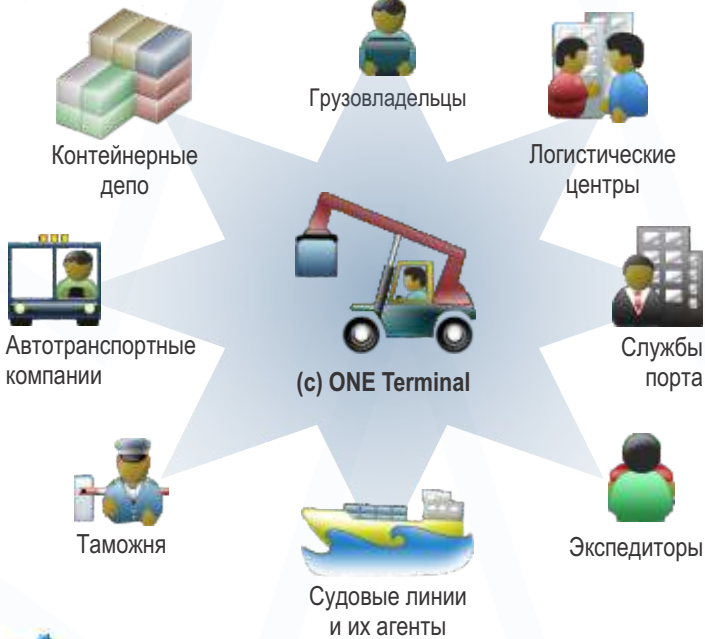 Грузовладельцы
Контейнерные
депо
Логистические
центры
Автотранспортные
компании
(c) ONE Terminal
Службы
порта
Таможня
Экспедиторы
Судовые линии
и их агенты